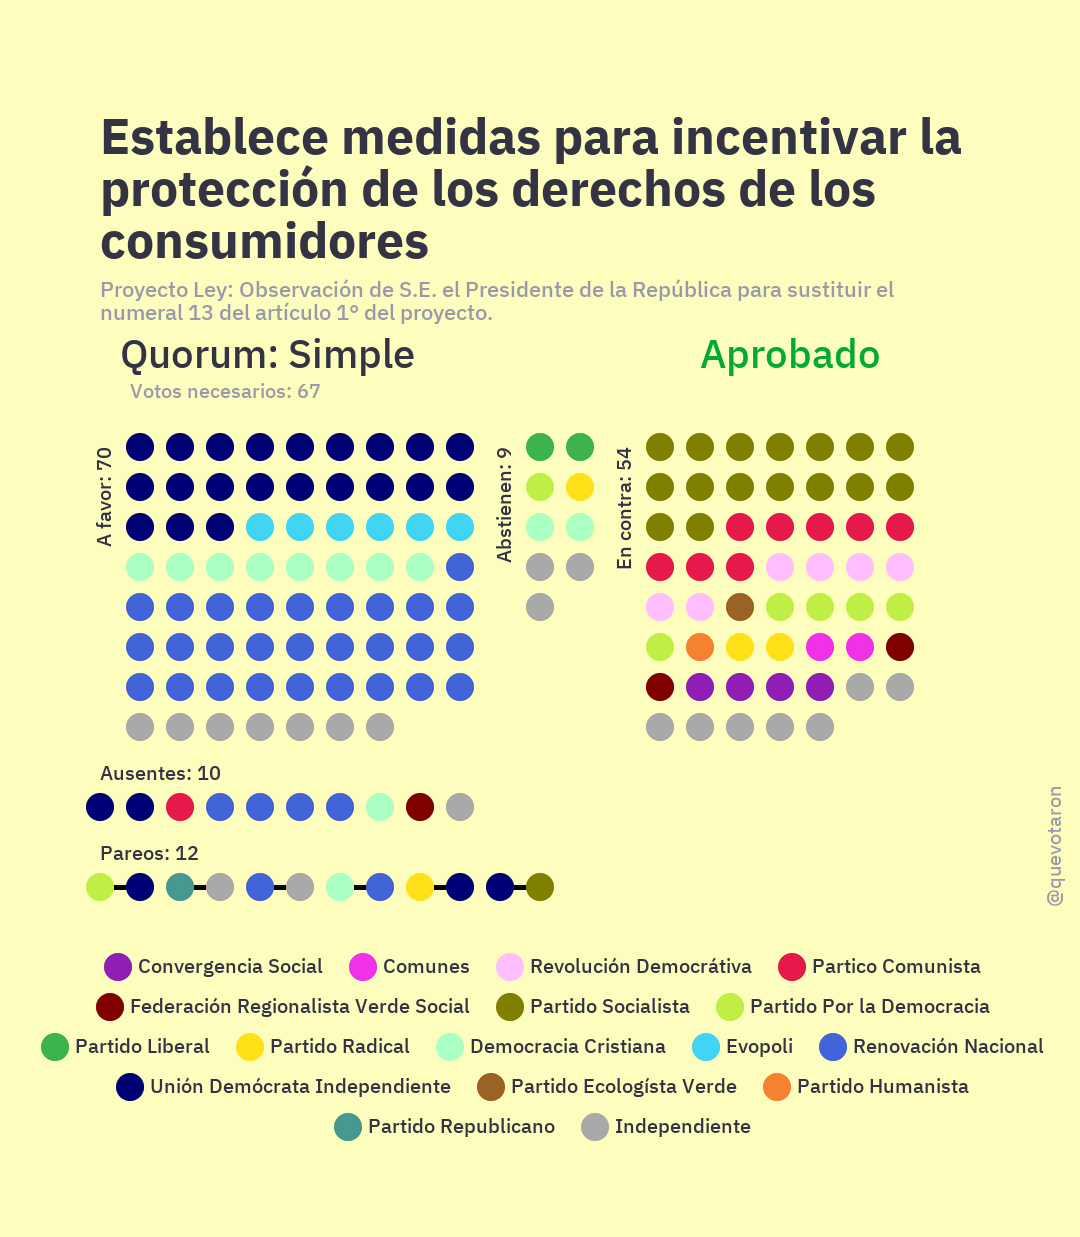 Establece medidas para incentivar la
protección de los derechos de los
consumidores
Proyecto Ley: Observación de S.E. el Presidente de la República para sustituir el
numeral 13 del artículo 1° del proyecto.
Quorum: Simple
Aprobado
Votos necesarios: 67
A favor: 70
Abstienen: 9
En contra: 54
Ausentes: 10
Pareos: 12
@quevotaron
Convergencia Social Comunes Revolución Democrátiva Partico Comunista
Federación Regionalista Verde Social Partido Socialista Partido Por la Democracia
Partido Liberal Partido Radical Democracia Cristiana Evopoli Renovación Nacional
Unión Demócrata Independiente Partido Ecologísta Verde Partido Humanista
Partido Republicano Independiente